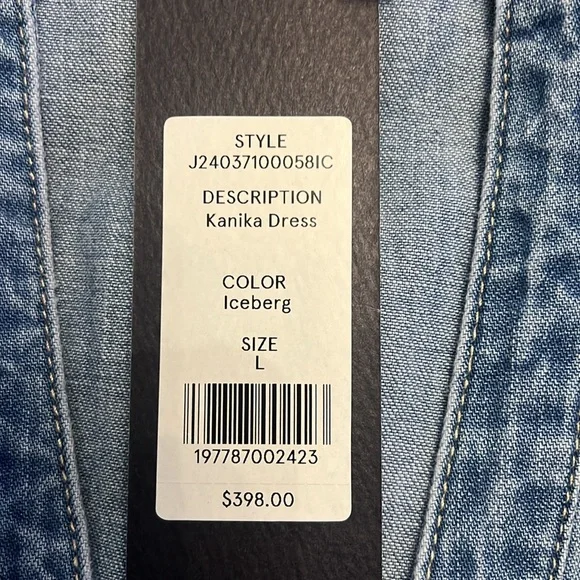 STYLE
J24037100058IC
DESCRIPTION
Kanika Dress
COLOR
Iceberg
SIZE
L
197787002423
$398.00